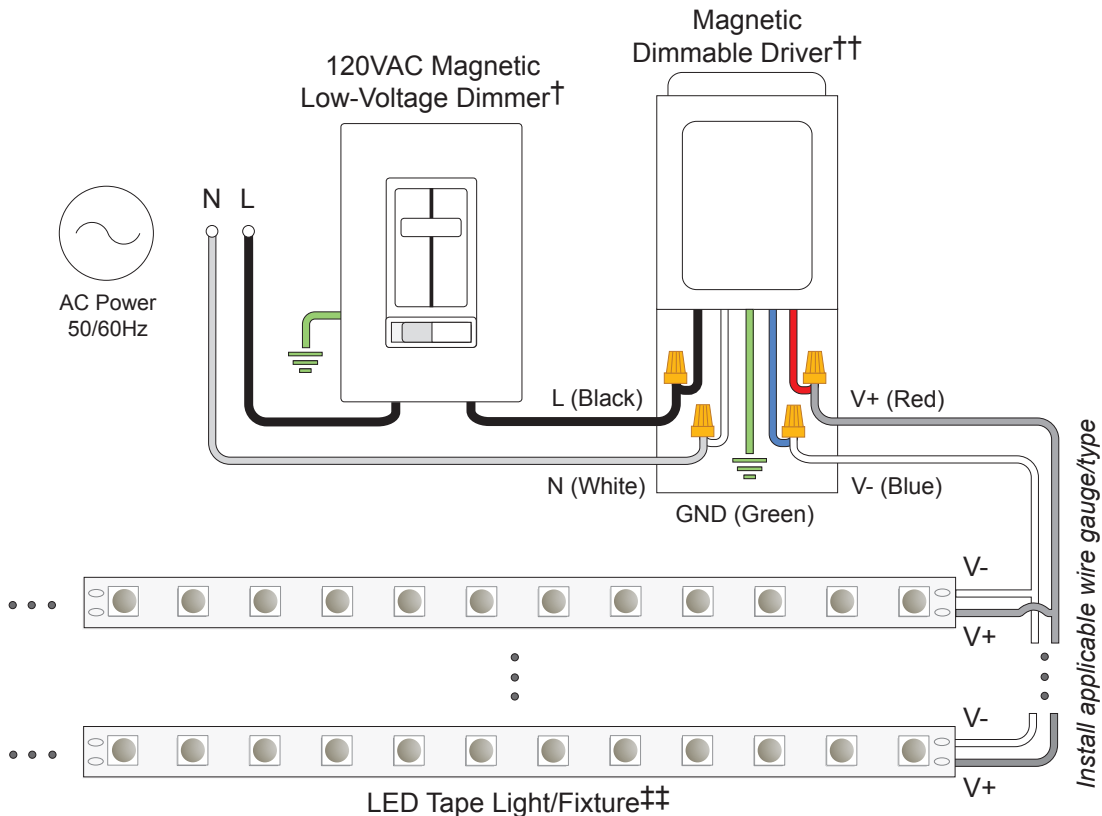 Magnetic
Dimmable Driver††
120VAC Magnetic
Low-Voltage Dimmer†
N L
AC Power
50/60Hz
L (Black)
V+ (Red)
N (White)
V- (Blue)
GND (Green)
Install applicable wire gauge/type
V-
V+
V-
V+
LED Tape Light/Fixture‡‡